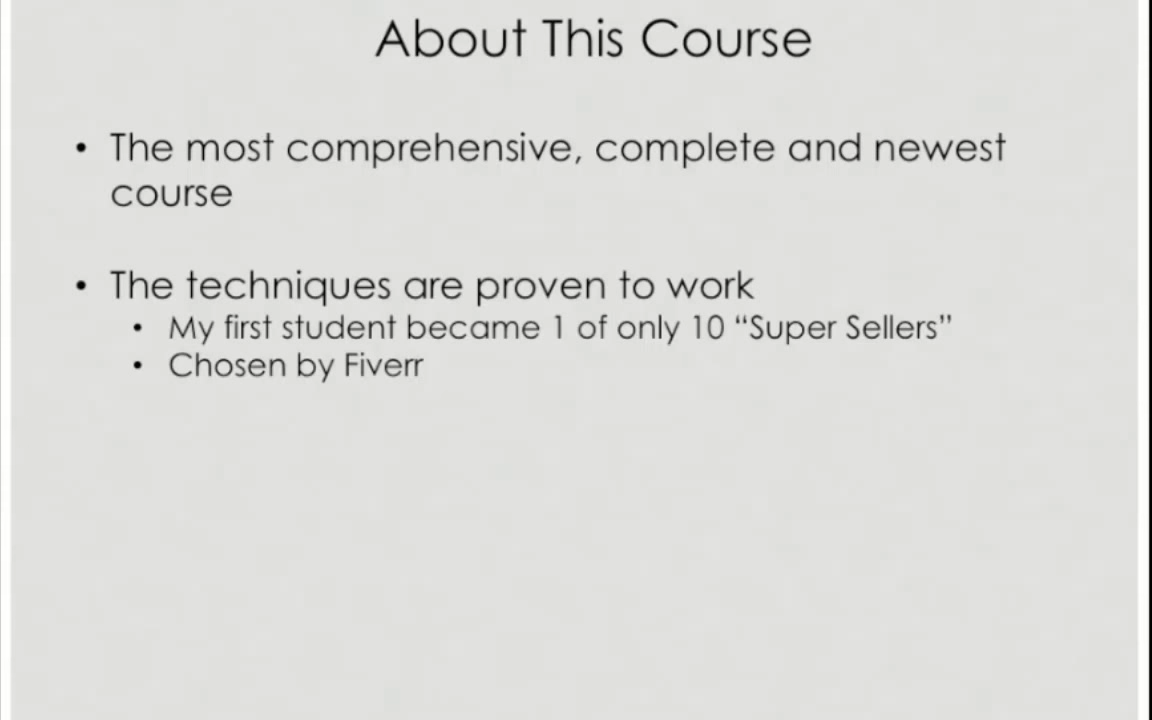 About This Course
• The most comprehensive, complete and newest
course
• The techniques are proven to work
• My first student became 1 of only 10 “Super Sellers”
• Chosen by Fiverr